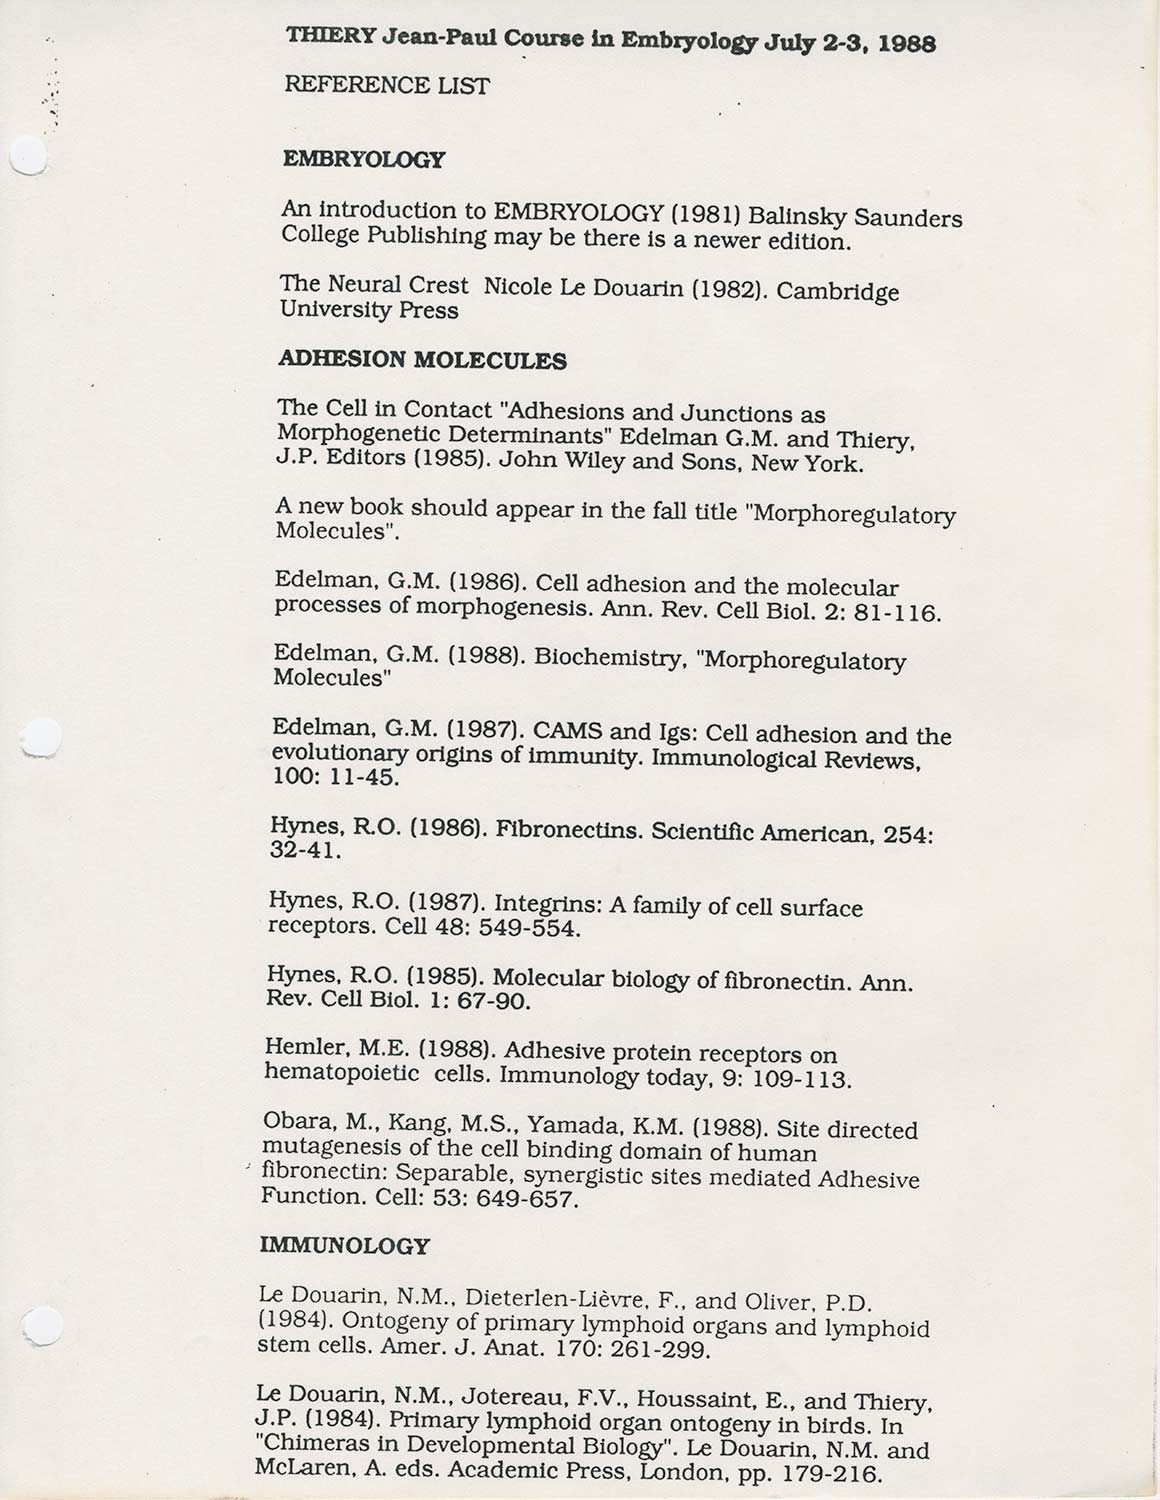 THIERY Jean-Paul Course in Embryology July 2-3, 1988
REFERENCE LIST
EMBRYOLOGY
An introduction to EMBRYOLOGY (1981) Balinsky Saunders
College Publishing may be there is a newer edition.
The Neural Crest Nicole Le Douarin (1982). Cambridge
University Press
ADHESION MOLECULES
The Cell in Contact "Adhesions and Junctions as
Morphogenetic Determinants" Edelman G.M. and Thiery,
J.P. Editors (1985). John Wiley and Sons, New York.
A new book should appear in the fall title "Morphoregulatory
Molecules".
Edelman, G.M. (1986). Cell adhesion and the molecular
processes of morphogenesis. Ann. Rev. Cell Biol. 2: 81-116.
Edelman, G.M. (1988). Biochemistry, "Morphoregulatory
Molecules"
Edelman, G.M. (1987). CAMS and Igs: Cell adhesion and the
evolutionary origins of immunity. Immunological Reviews,
100: 11-45.
Hynes, R.O. (1986). Fibronectins. Scientific American, 254:
32-41.
Hynes, R.O. (1987). Integrins: A family of cell surface
receptors. Cell 48: 549-554.
Hynes, R.O. (1985). Molecular biology of fibronectin. Ann.
Rev. Cell Biol. 1: 67-90.
Hemler, M.E. (1988). Adhesive protein receptors on
hematopoietic cells. Immunology today, 9: 109-113.
Obara, M., Kang, M.S., Yamada, K.M. (1988). Site directed
mutagenesis of the cell binding domain of human
fibronectin: Separable, synergistic sites mediated Adhesive
Function. Cell: 53: 649-657.
IMMUNOLOGY
Le Douarin, N.M., Dieterlen-Lièvre, F., and Oliver, P.D.
(1984). Ontogeny of primary lymphoid organs and lymphoid
stem cells. Amer. J. Anat. 170: 261-299.
Le Douarin, N.M., Jotereau, F.V., Houssaint, E., and Thiery,
J.P. (1984). Primary lymphoid organ ontogeny in birds. In
"Chimeras in Developmental Biology". Le Douarin, N.M. and
McLaren, A. eds. Academic Press, London, pp. 179-216.